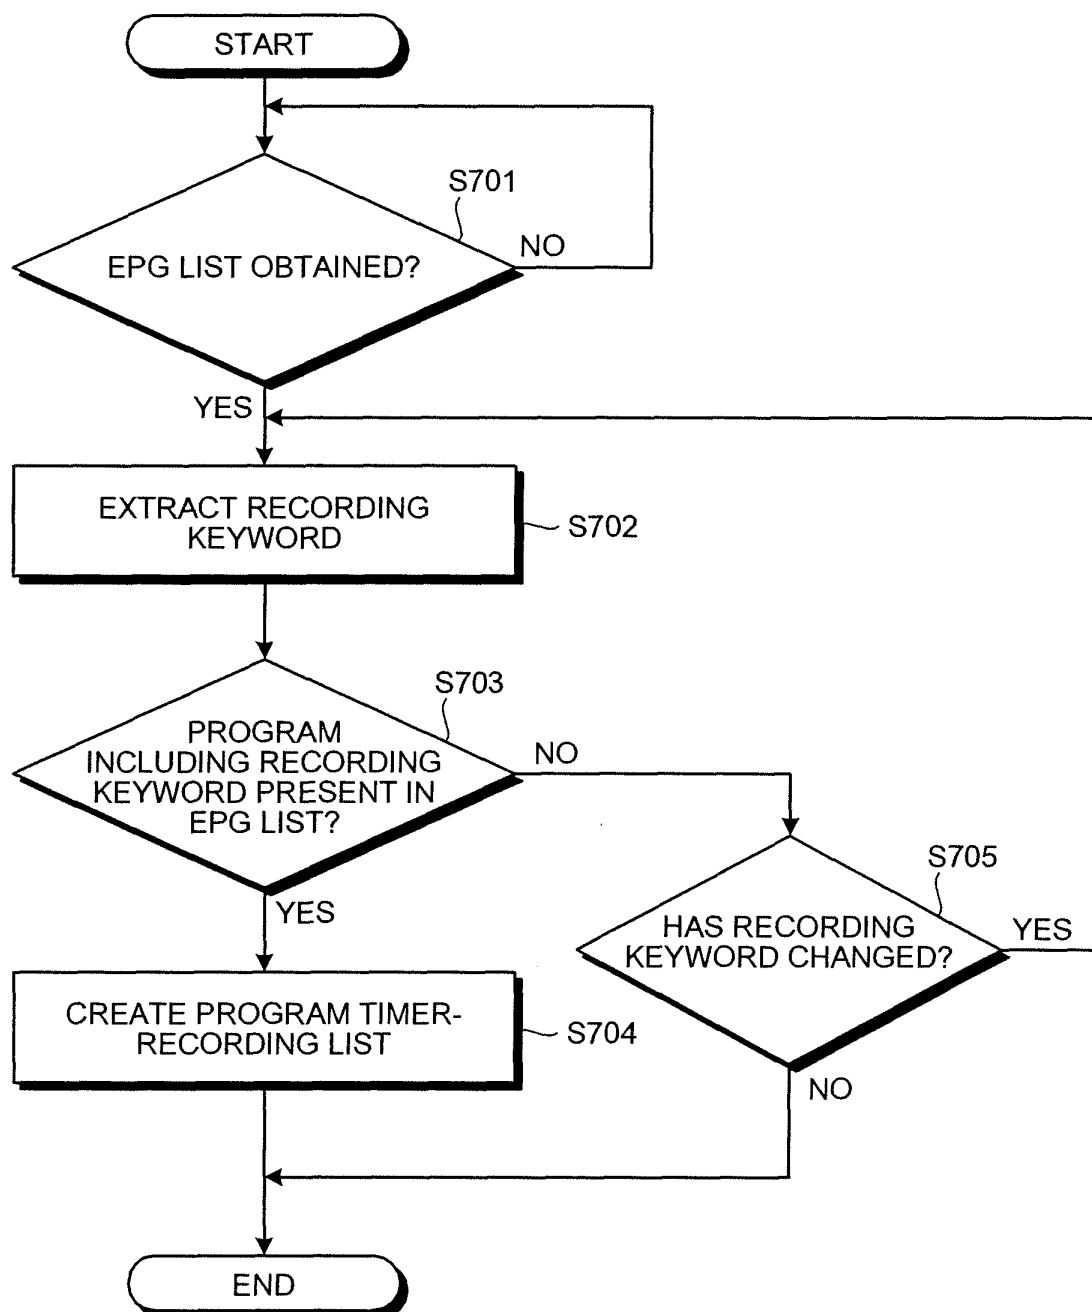 START
S701
EPG LIST OBTAINED?
NO
YES
EXTRACT RECORDING
KEYWORD
S702
S703
PROGRAM
INCLUDING RECORDING
KEYWORD PRESENT IN
EPG LIST?
NO
YES
S705
HAS RECORDING
KEYWORD CHANGED?
YES
NO
CREATE PROGRAM TIMER-
RECORDING LIST
S704
END